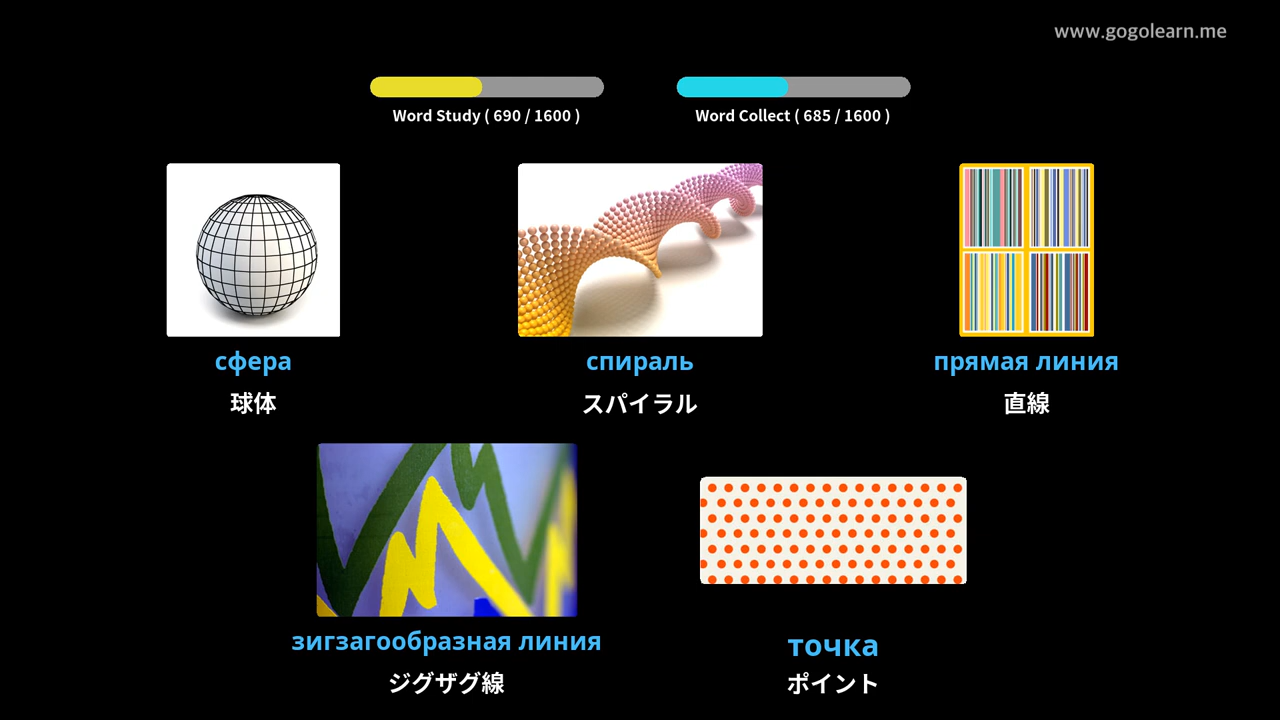 www.gogolearn.me
Word Study ( 690 / 1600 )
Word Collect ( 685 / 1600 )
сфера
球体
спираль
スパイラル
прямая линия
直線
зигзагообразная линия
ジグザグ線
точка
ポイント